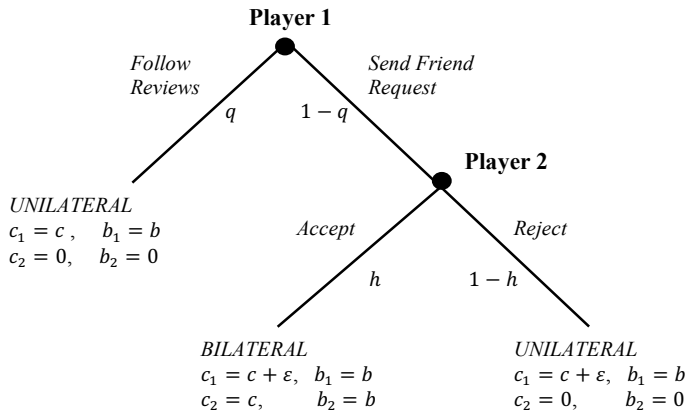 Player 1
Follow
Reviews
Send Friend
Request
q
1 − q
Player 2
UNILATERAL
c₁ = c , b₁ = b
c₂ = 0, b₂ = 0
Accept
Reject
h
1 − h
BILATERAL
c₁ = c + ε, b₁ = b
c₂ = c, b₂ = b
UNILATERAL
c₁ = c + ε, b₁ = b
c₂ = 0, b₂ = 0